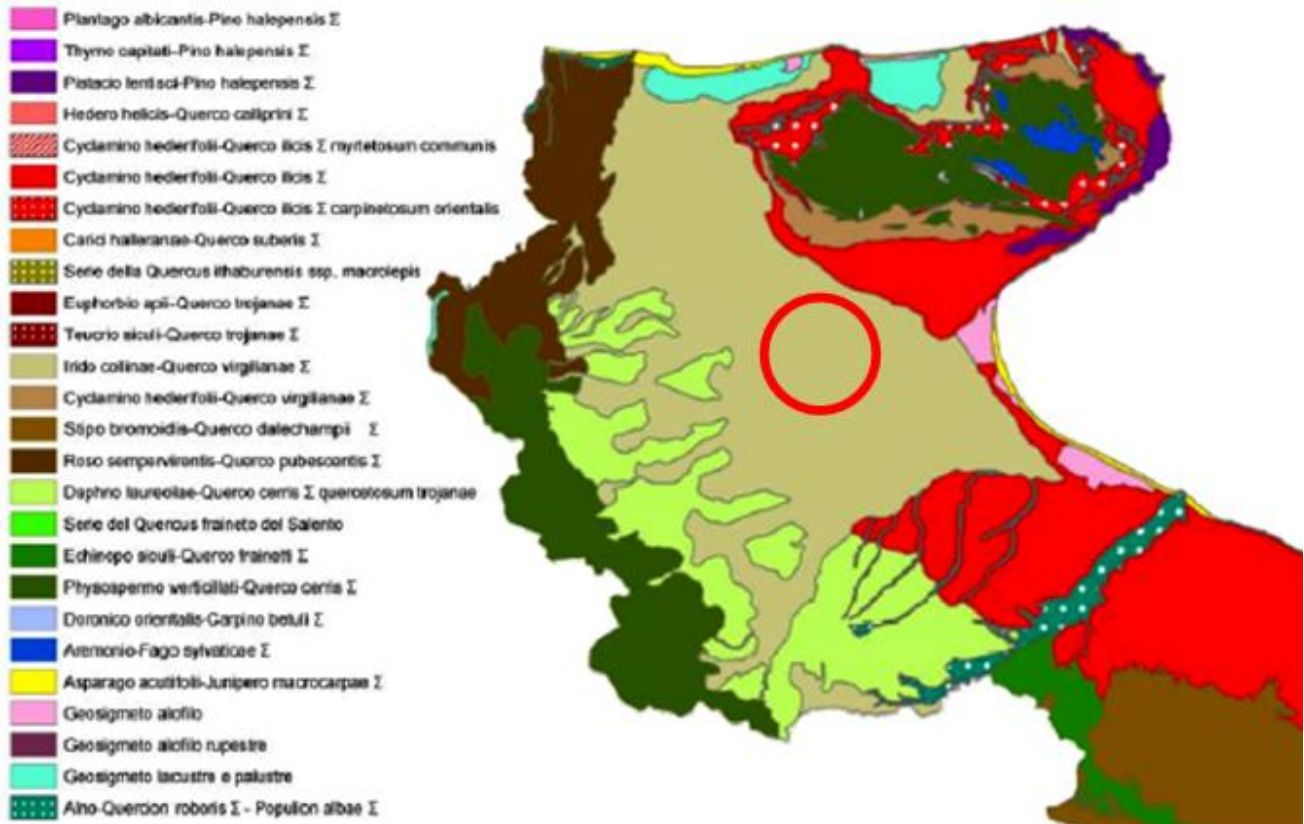 Plantago albicantis-Pino halepensis Σ
Thymo capitati-Pino halepensis Σ
Pistacio lentisci-Pino halepensis Σ
Hedero helicis-Querco calliprini Σ
Cyclamino hederifolii-Querco ilicis Σ myrtetosum communis
Cyclamino hederifolii-Querco ilicis Σ
Cyclamino hederifolii-Querco ilicis Σ carpinetosum orientalis
Carici halleranae-Querco suberis Σ
Serie della Quercus ithaburensis ssp. macrolepis
Euphorbio apii-Querco trojanae Σ
Teucrio siculi-Querco trojanae Σ
Irido collinae-Querco virgilianae Σ
Cyclamino hederifolii-Querco virgilianae Σ
Stipo bromoidis-Querco dalechampii Σ
Roso sempervirentis-Querco pubescentis Σ
Daphno laureolae-Querco cerris Σ quercetosum trojanae
Serie del Quercus fraineto del Salento
Echinopo siculi-Querco frainetti Σ
Physospermo verticillati-Querco cerris Σ
Doronico orientalis-Carpino betuli Σ
Aremonio-Fago sylvaticae Σ
Asparago acutifolii-Junipero macrocarpae Σ
Geosigmeto alofilo
Geosigmeto alofilo rupestre
Geosigmeto lacustre e palustre
Alno-Quercion roboris Σ - Populion albae Σ